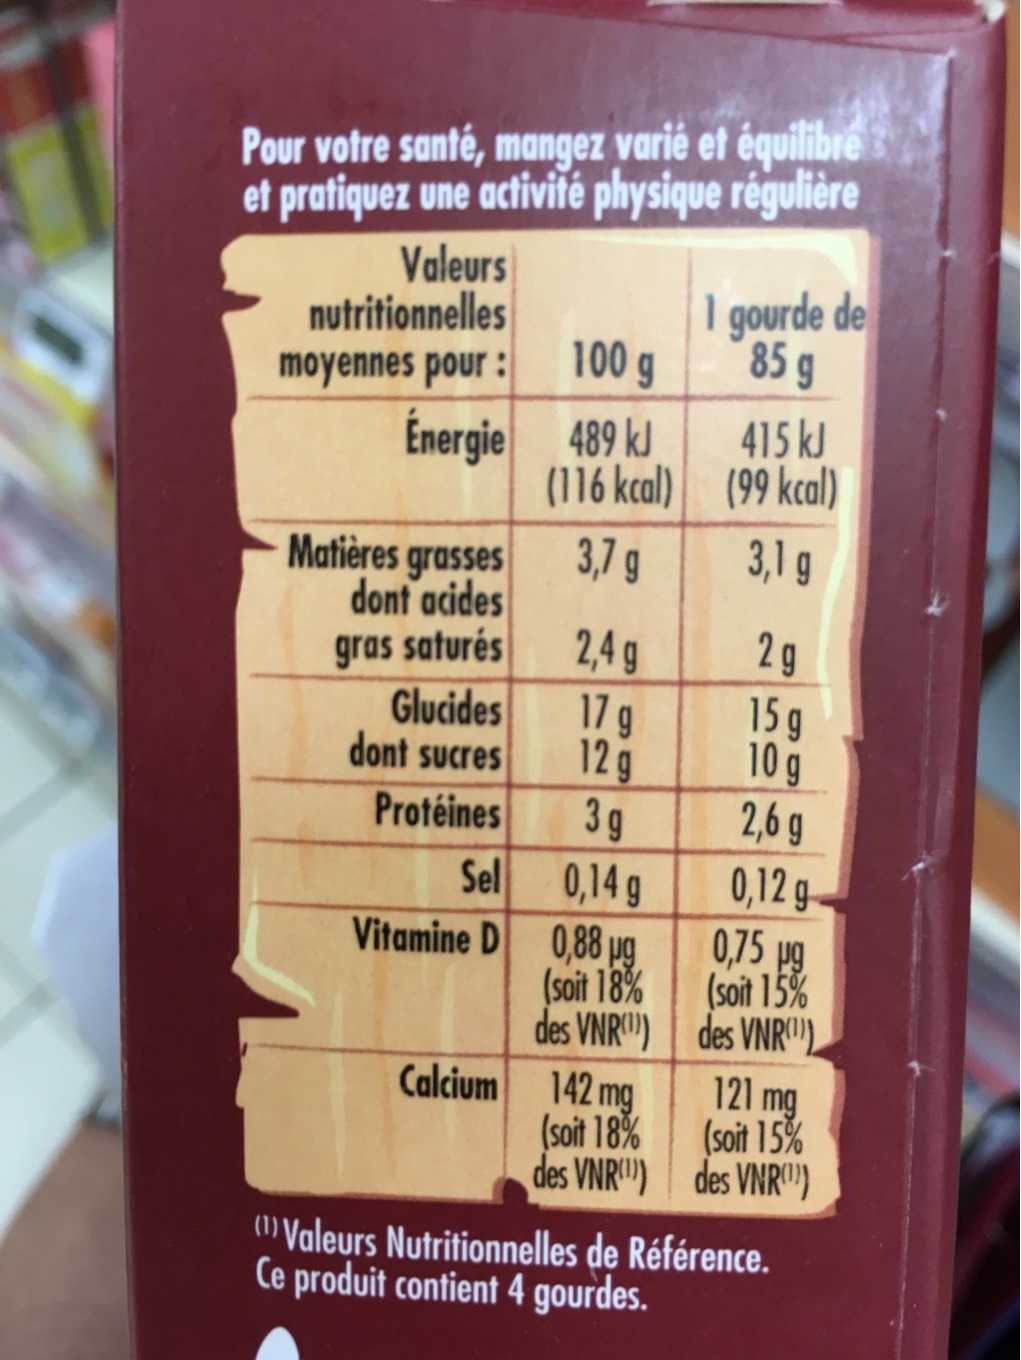 Pour votre santé, mangez varié et équilibré
et pratiquez une activité physique régulière
Valeurs
nutritionnelles
moyennes pour : 100 g 1 gourde de 85 g
Énergie 489 kJ 415 kJ
(116 kcal) (99 kcal)
Matières grasses 3,7 g 3,1 g
dont acides
gras saturés 2,4 g 2 g
Glucides 17 g 15 g
dont sucres 12 g 10 g
Protéines 3 g 2,6 g
Sel 0,14 g 0,12 g
Vitamine D 0,88 µg 0,75 µg
(soit 18% (soit 15%
des VNR(1)) des VNR(1))
Calcium 142 mg 121 mg
(soit 18% (soit 15%
des VNR(1)) des VNR(1))
(1) Valeurs Nutritionnelles de Référence.
Ce produit contient 4 gourdes.